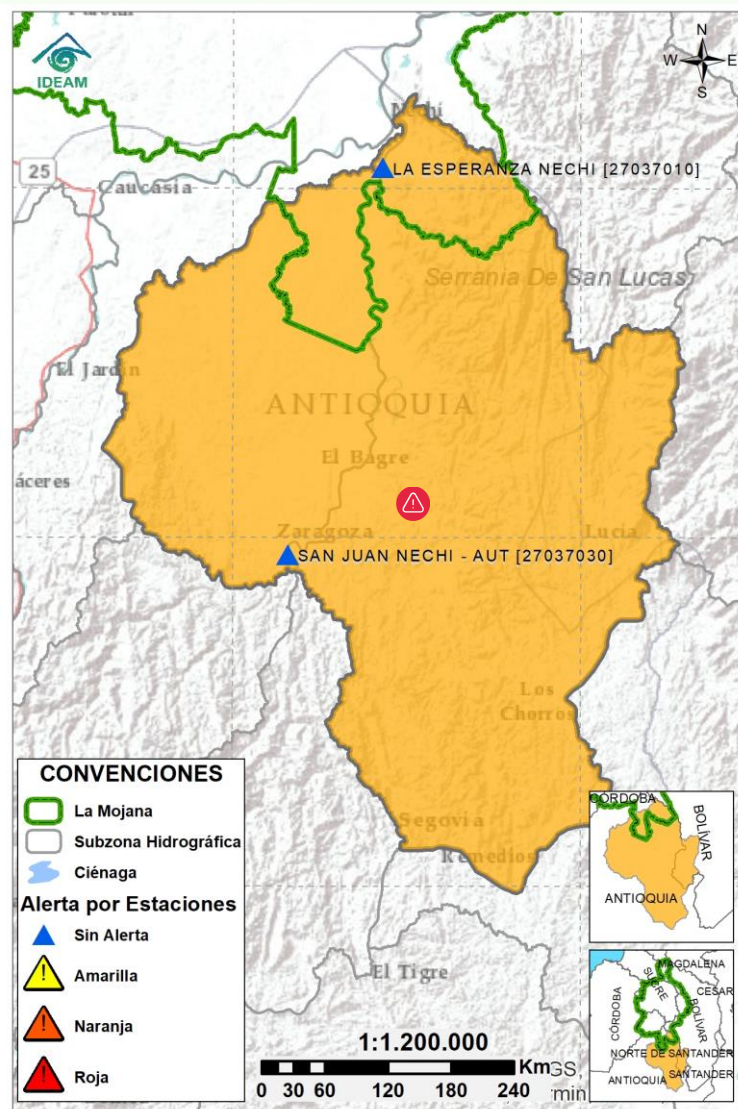 IDEAM
N
W
E
S
Nechí
LA ESPERANZA NECHI [27037010]
25
Caucasia
Serranía De San Lucas
El Jardín
ANTIOQUIA
El Bagre
áceres
Zaragoza
Lucía
SAN JUAN NECHI - AUT [27037030]
Los
Chorros
Segovia
Remedios
El Tigre
CONVENCIONES
La Mojana
Subzona Hidrográfica
Ciénaga
Alerta por Estaciones
Sin Alerta
Amarilla
Naranja
Roja
1:1.200.000
Km
0 30 60 120 180 240
GS,
min
CÓRDOBA
BOLÍVAR
ANTIOQUIA
MAGDALENA
SUCRE
CESAR
CÓRDOBA
BOLÍVAR
NORTE DE SANTANDER
ANTIOQUIA
SANTANDER